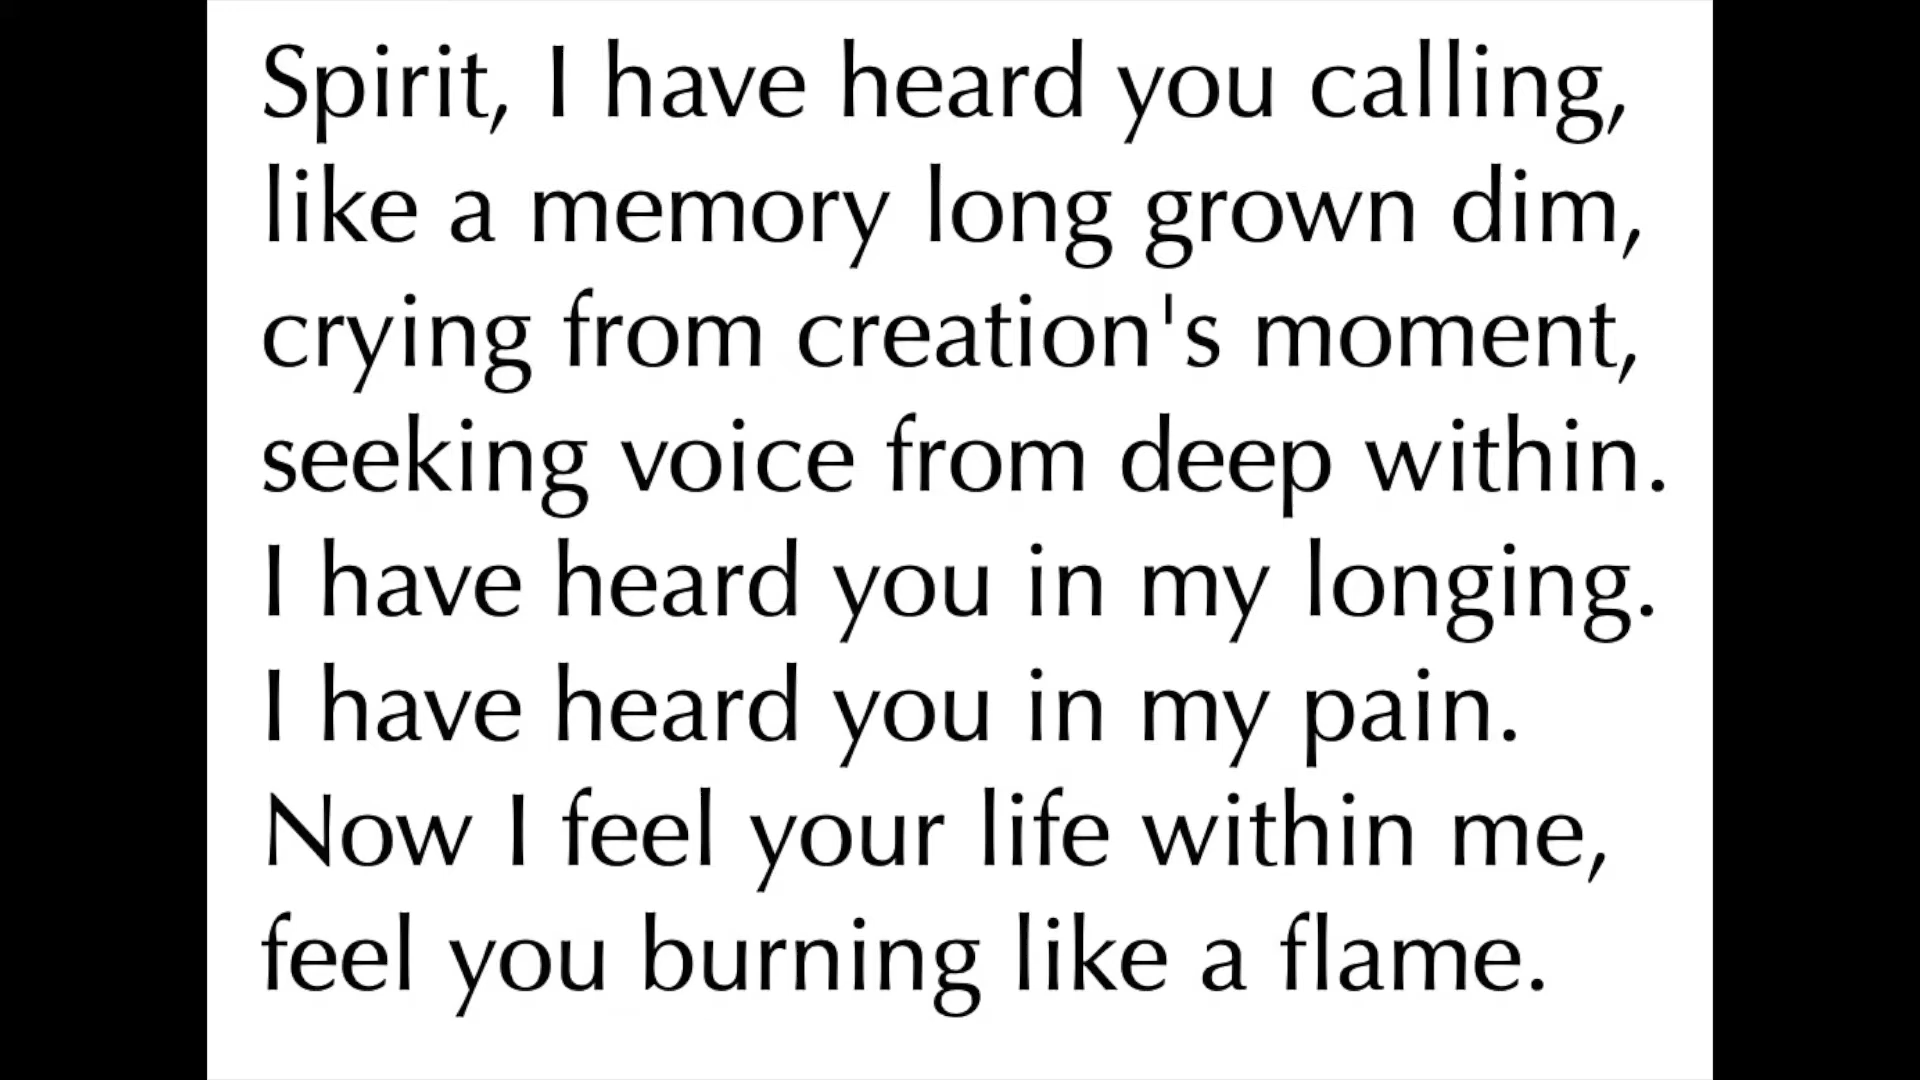 Spirit, I have heard you calling,
like a memory long grown dim,
crying from creation's moment,
seeking voice from deep within.
I have heard you in my longing.
I have heard you in my pain.
Now I feel your life within me,
feel you burning like a flame.